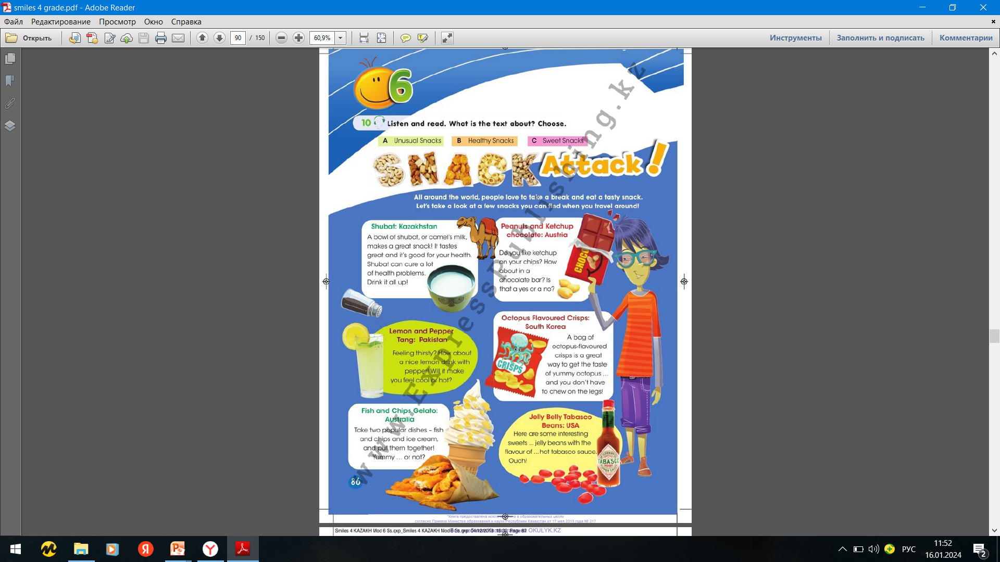 smiles 4 grade.pdf - Adobe Reader
Файл Редактирование Просмотр Окно Справка
Открыть 90 / 150 60,9% Инструменты Заполнить и подписать Комментарии
6
10 Listen and read. What is the text about? Choose.
A Unusual Snacks B Healthy Snacks C Sweet Snacks
SNACK Attack!
All around the world, people love to take a break and eat a tasty snack.
Let's take a look at a few snacks you can find when you travel around!
Shubat: Kazakhstan
A bowl of shubat, or camel's milk,
makes a great snack! It tastes
great and it's good for your health.
Shubat can cure a lot
of health problems.
Drink it all up!
Peanuts and Ketchup
chocolate: Austria
Do you like ketchup
on your chips? How
about in a
chocolate bar? Is
that a yes or a no?
CHOCO
Lemon and Pepper
Tang: Pakistan
Feeling thirsty? How about
a nice lemon drink with
pepper! Will it make
you feel cool or hot?
Octopus Flavoured Crisps:
South Korea
A bag of
octopus-flavoured
crisps is a great
way to get the taste
of yummy octopus ...
and you don't have
to chew on the legs!
CRISPS
Fish and Chips Gelato:
Australia
Take two popular dishes - fish
and chips and ice cream,
and put them together!
Yummy ... or not?
Jelly Belly Tabasco
Beans: USA
Here are some interesting
sweets ... jelly beans with the
flavour of ... hot tabasco sauce.
Ouch!
TABASCO
86
www.ExpressPublishing.kz
*Книга предоставлена исключительно в образовательных целях
согласно Приказа Министра образования и науки Республики Казахстан от 17 мая 2019 года № 217
Smiles 4 KAZAKH Mod 6 Ss.qxp_Smiles 4 KAZAKH Mod 6 Ss.qxp 04/12/2018 16:35 Page 87
OKULYK.KZ
РУС
11:52
16.01.2024
2